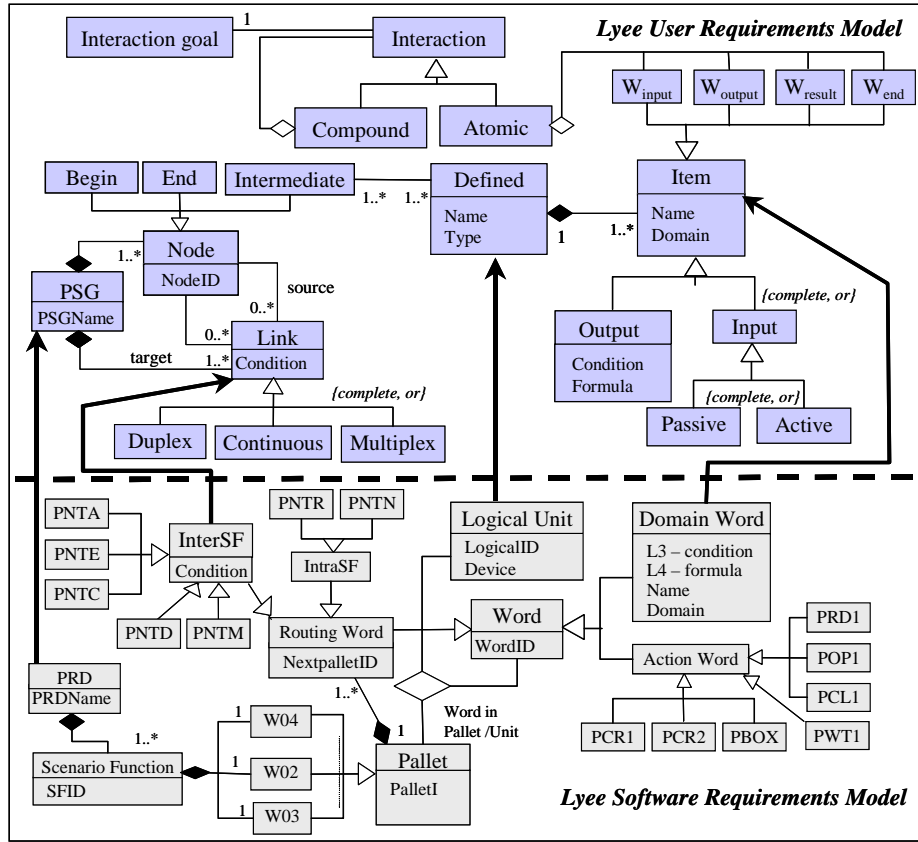 1
Lyee User Requirements Model
Interaction goal
Interaction
W input
W output
W result
W end
Compound
Atomic
Begin
End
Intermediate
1..*
1..*
Defined
Name
Type
1
1..*
Item
Name
Domain
1..*
Node
NodeID
source
PSG
PSGName
0..*
0..*
target
1..*
Link
Condition
{complete, or}
{complete, or}
Output
Condition
Formula
Input
{complete, or}
Duplex
Continuous
Multiplex
Passive
Active
PNTA
PNTE
PNTC
InterSF
Condition
PNTR
PNTN
IntraSF
Logical Unit
LogicalID
Device
Domain Word
L3 – condition
L4 – formula
Name
Domain
PNTD
PNTM
Routing Word
NextpalletID
Word
WordID
Action Word
PRD1
POP1
PCL1
PRD
PRDName
1..*
1..*
1
Word in
Pallet /Unit
PCR1
PCR2
PBOX
PWT1
Scenario Function
SFID
1
W04
1
W02
1
W03
Pallet
PalletI
Lyee Software Requirements Model